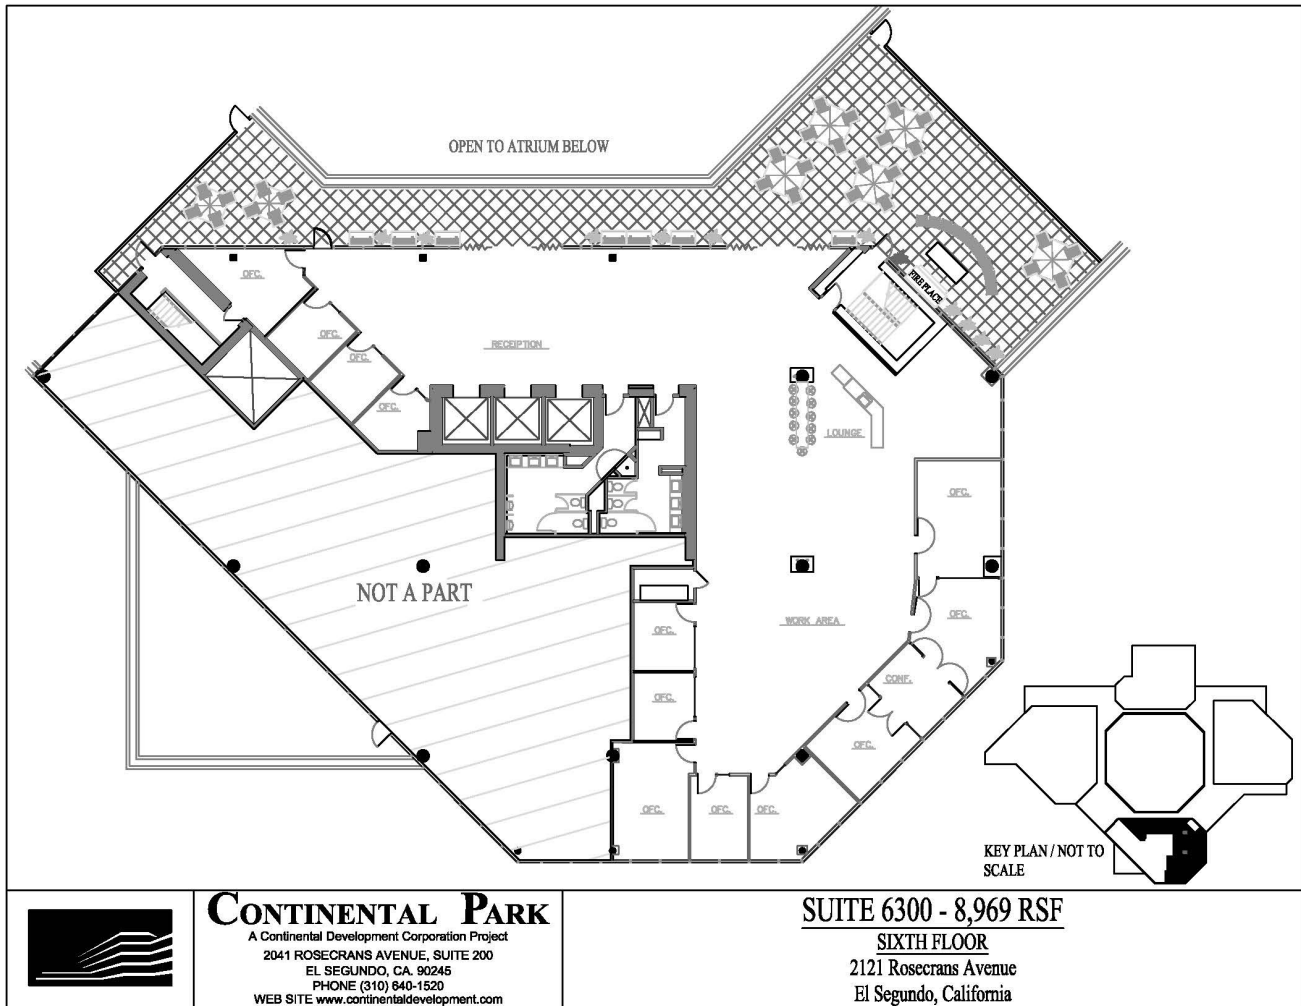 OPEN TO ATRIUM BELOW
OFC.
FIRE PLACE
OFC.
RECEIPTION
OFC.
OFC.
LOUNGE
OFC.
NOT A PART
OFC.
WORK AREA
OFC.
CONF.
OFC.
OFC.
OFC.
OFC.
OFC.
KEY PLAN / NOT TO
SCALE
CONTINENTAL PARK
A Continental Development Corporation Project
2041 ROSECRANS AVENUE, SUITE 200
EL SEGUNDO, CA. 90245
PHONE (310) 640-1520
WEB SITE www.continentaldevelopment.com
SUITE 6300 - 8,969 RSF
SIXTH FLOOR
2121 Rosecrans Avenue
El Segundo, California